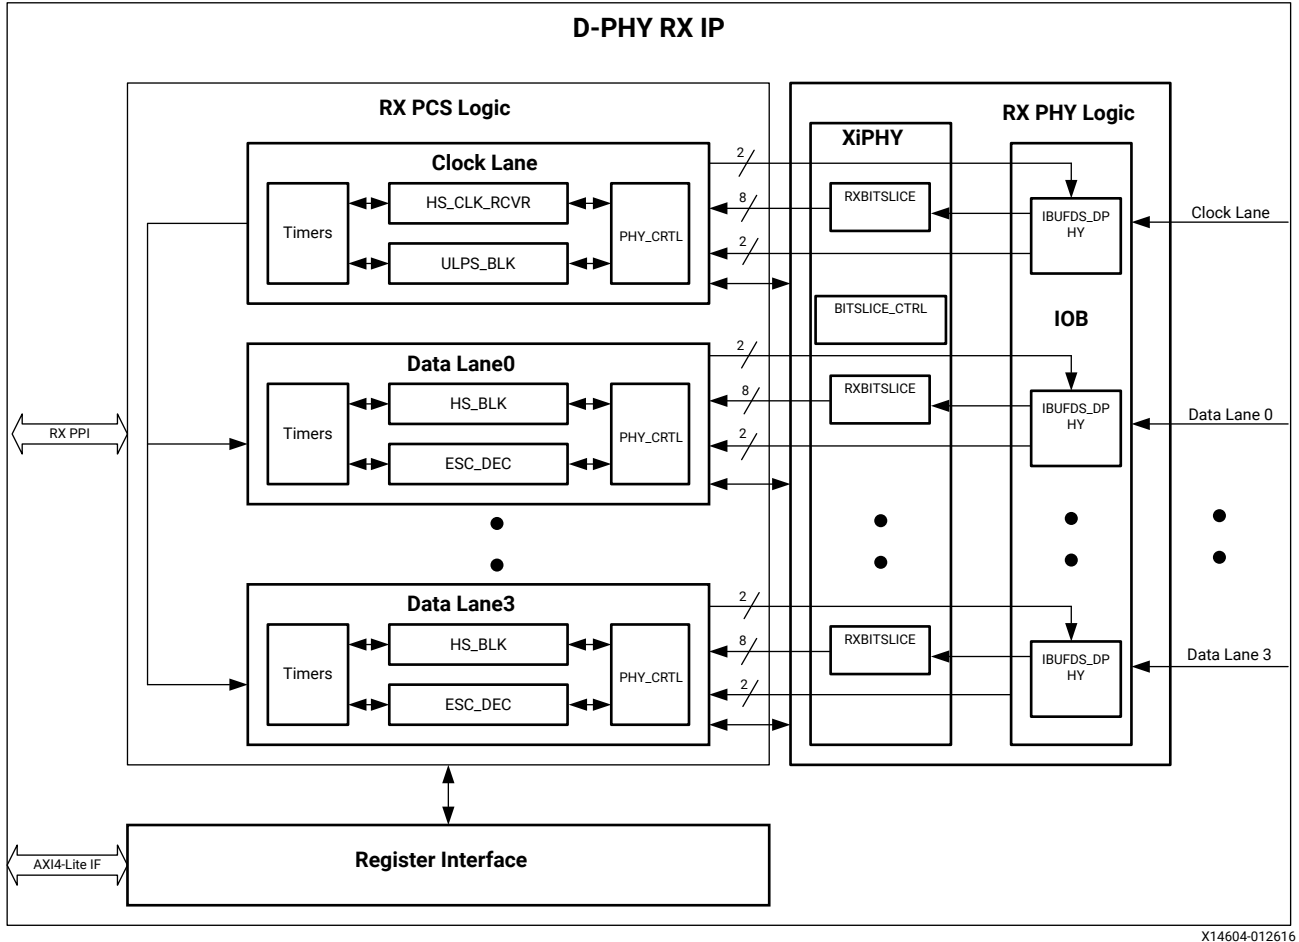 D-PHY RX IP
RX PCS Logic
RX PHY Logic
XiPHY
Clock Lane
Timers
HS_CLK_RCVR
ULPS_BLK
PHY_CRTL
2
8
2
RXBITSLICE
IBUFDS_DP
HY
Clock Lane
BITSLICE_CTRL
IOB
Data Lane0
Timers
HS_BLK
ESC_DEC
PHY_CRTL
2
8
2
RXBITSLICE
IBUFDS_DP
HY
Data Lane 0
RX PPI
Data Lane3
Timers
HS_BLK
ESC_DEC
PHY_CRTL
2
8
2
RXBITSLICE
IBUFDS_DP
HY
Data Lane 3
Register Interface
AXI4-Lite IF
X14604-012616